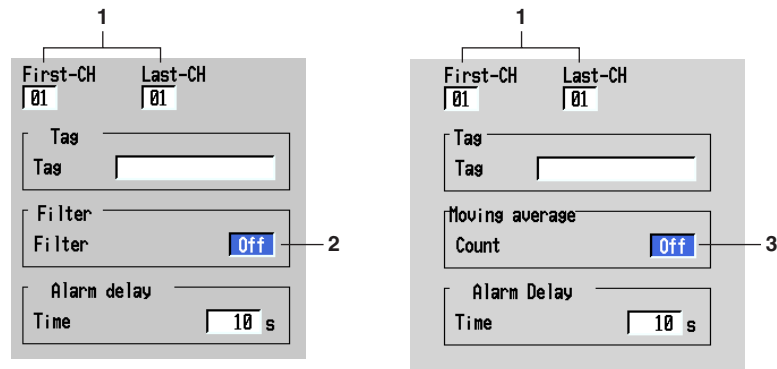 1
First-CH Last-CH
01 01
Tag
Tag
Filter
Filter Off 2
Alarm delay
Time 10 s
1
First-CH Last-CH
01 01
Tag
Tag
Moving average
Count Off 3
Alarm Delay
Time 10 s